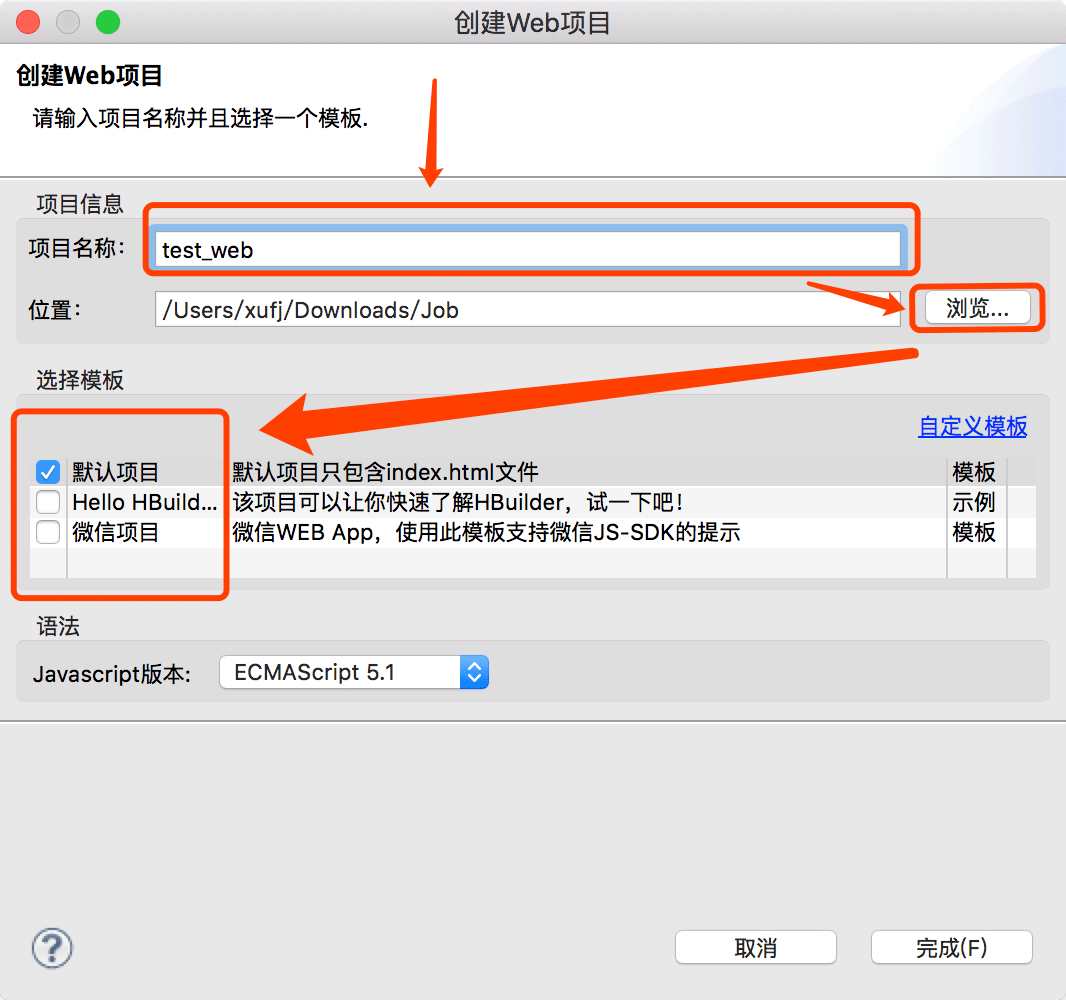 创建Web项目
创建Web项目
请输入项目名称并且选择一个模板.
项目信息
项目名称: test_web
位置: /Users/xufj/Downloads/Job 浏览...
选择模板
自定义模板
默认项目 默认项目只包含index.html文件 模板
Hello HBuild... 该项目可以让你快速了解HBuilder，试一下吧！ 示例
微信项目 微信WEB App，使用此模板支持微信JS-SDK的提示 模板
语法
Javascript版本: ECMAScript 5.1
? 取消 完成(F)